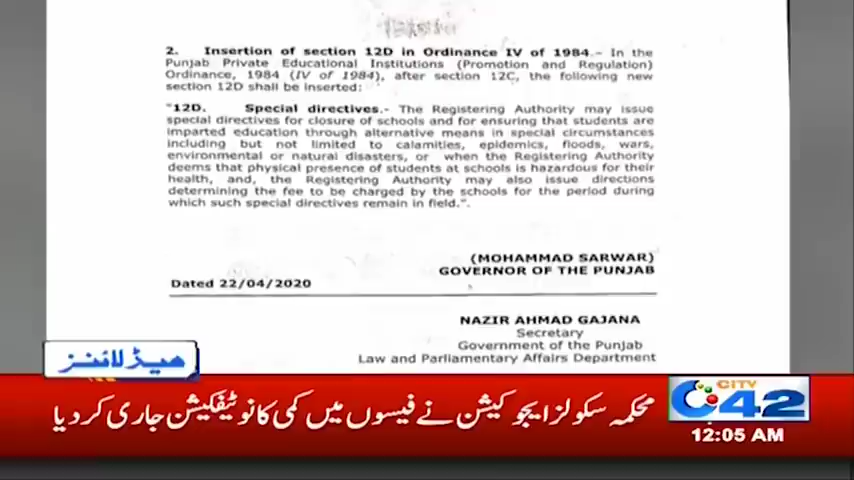 2. Insertion of section 12D in Ordinance IV of 1984.- In the
Punjab Private Educational Institutions (Promotion and Regulation)
Ordinance, 1984 (IV of 1984), after section 12C, the following new
section 12D shall be inserted:
"12D. Special directives.- The Registering Authority may issue
special directives for closure of schools and for ensuring that students are
imparted education through alternative means in special circumstances
including but not limited to calamities, epidemics, floods, wars,
environmental or natural disasters, or when the Registering Authority
deems that physical presence of students at schools is hazardous for their
health, and, the Registering Authority may also issue directions
determining the fee to be charged by the schools for the period during
which such special directives remain in field.".
(MOHAMMAD SARWAR)
GOVERNOR OF THE PUNJAB
Dated 22/04/2020
NAZIR AHMAD GAJANA
Secretary
Government of the Punjab
Law and Parliamentary Affairs Department
ہیڈلائنز
محکمہ سکولز ایجوکیشن نے فیسوں میں کمی کا نوٹیفکیشن جاری کر دیا
CITY
42
12:05 AM